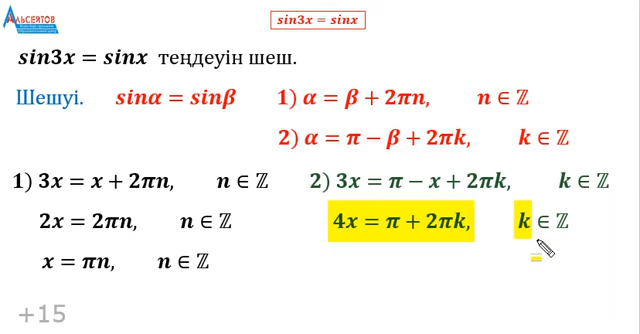 АЛЬСЕЙТОВ
sin3x = sinx
sin3x = sinx теңдеуін шеш.
Шешуі. sinα = sinβ 1) α = β + 2πn, n ∈ ℤ
2) α = π − β + 2πk, k ∈ ℤ
1) 3x = x + 2πn, n ∈ ℤ 2) 3x = π − x + 2πk, k ∈ ℤ
2x = 2πn, n ∈ ℤ 4x = π + 2πk, k ∈ ℤ
x = πn, n ∈ ℤ
+15